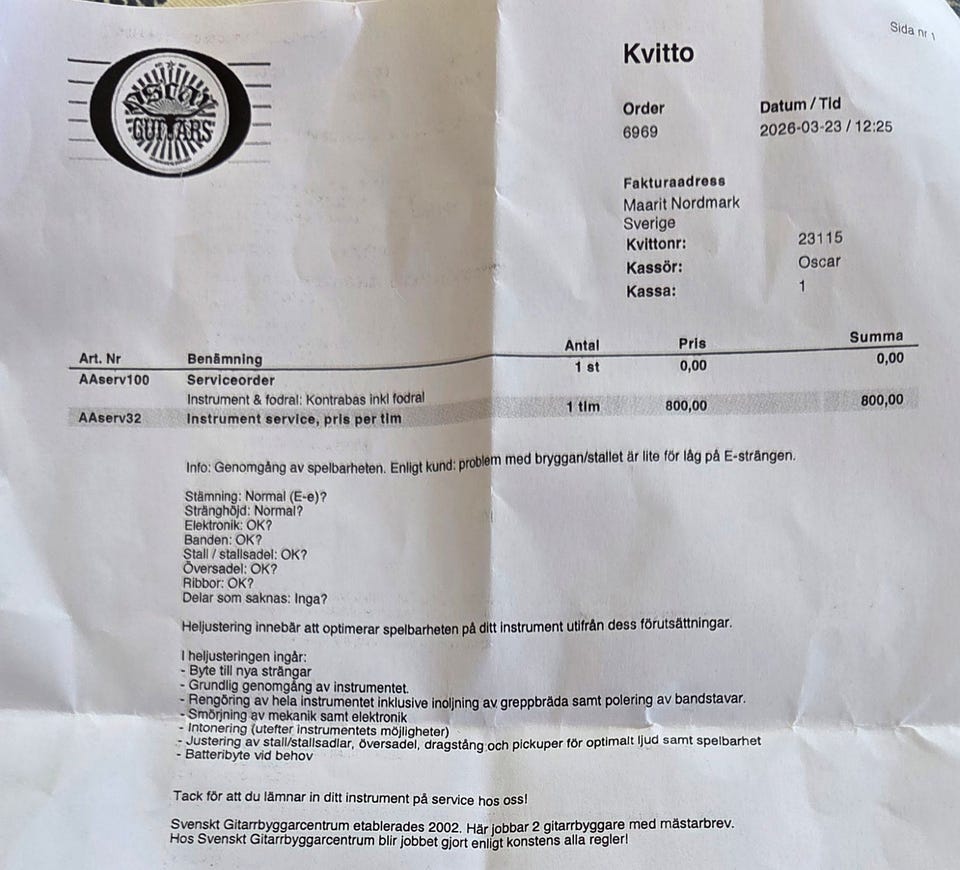 Sida nr 1
Oscar
GUITARS
Kvitto
Order Datum / Tid
6969 2026-03-23 / 12:25
Fakturaadress
Maarit Nordmark
Sverige
Kvittonr: 23115
Kassör: Oscar
Kassa: 1
Art. Nr Benämning Antal Pris Summa
AAserv100 Serviceorder 1 st 0,00 0,00
Instrument & fodral: Kontrabas inkl fodral
AAserv32 Instrument service, pris per tim 1 tim 800,00 800,00
Info: Genomgång av spelbarheten. Enligt kund: problem med bryggan/stallet är lite för låg på E-strängen.
Stämning: Normal (E-e)?
Stränghöjd: Normal?
Elektronik: OK?
Banden: OK?
Stall / stallsadel: OK?
Översadel: OK?
Ribbor: OK?
Delar som saknas: Inga?
Heljustering innebär att optimerar spelbarheten på ditt instrument utifrån dess förutsättningar.
I heljusteringen ingår:
- Byte till nya strängar
- Grundlig genomgång av instrumentet.
- Rengöring av hela instrumentet inklusive inoljning av greppbräda samt polering av bandstavar.
- Smörjning av mekanik samt elektronik
- Intonering (utefter instrumentets möjligheter)
- Justering av stall/stallsadlar, översadel, dragstång och pickuper för optimalt ljud samt spelbarhet
- Batteribyte vid behov
Tack för att du lämnar in ditt instrument på service hos oss!
Svenskt Gitarrbyggarcentrum etablerades 2002. Här jobbar 2 gitarrbyggare med mästarbrev.
Hos Svenskt Gitarrbyggarcentrum blir jobbet gjort enligt konstens alla regler!